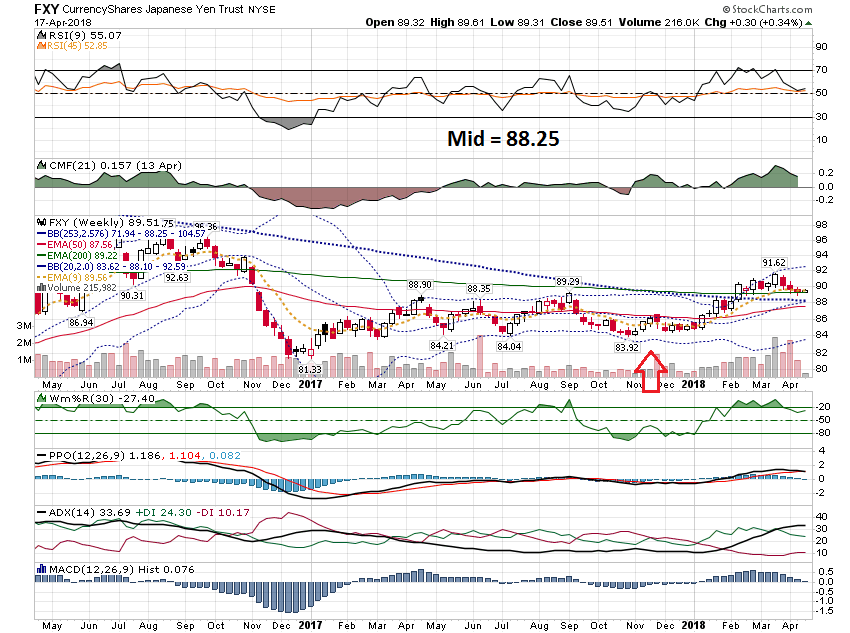 FXY CurrencyShares Japanese Yen Trust NYSE
© StockCharts.com
17-Apr-2018
Open 89.32 High 89.61 Low 89.31 Close 89.51 Volume 216.0K Chg +0.30 (+0.34%)
RSI(9) 55.07
RSI(45) 52.85
90
70
50
30
10
Mid = 88.25
CMF(21) 0.157 (13 Apr)
0.2
0.0
-0.2
FXY (Weekly) 89.51
BB(253,2.576) 71.94 - 88.25 - 104.57
EMA(50) 87.56
EMA(200) 89.22
BB(20,2.0) 83.62 - 88.10 - 92.59
EMA(9) 89.56
Volume 215,982
96.36
92.63
90.31
86.94
81.33
88.90
84.21
88.35
84.04
89.29
83.92
91.62
98
96
94
92
90
88
86
84
82
80
3M
2M
1M
May Jun Jul Aug Sep Oct Nov Dec 2017 Feb Mar Apr May Jun Jul Aug Sep Oct Nov Dec 2018 Feb Mar Apr
Wm%R(30) -27.40
-20
-50
-80
PPO(12,26,9) 1.186, 1.104, 0.082
4
2
0
-2
ADX(14) 33.69 +DI 24.30 -DI 10.17
40
30
20
10
MACD(12,26,9) Hist 0.076
0.5
0.0
-0.5
-1.0
-1.5
May Jun Jul Aug Sep Oct Nov Dec 2017 Feb Mar Apr May Jun Jul Aug Sep Oct Nov Dec 2018 Feb Mar Apr